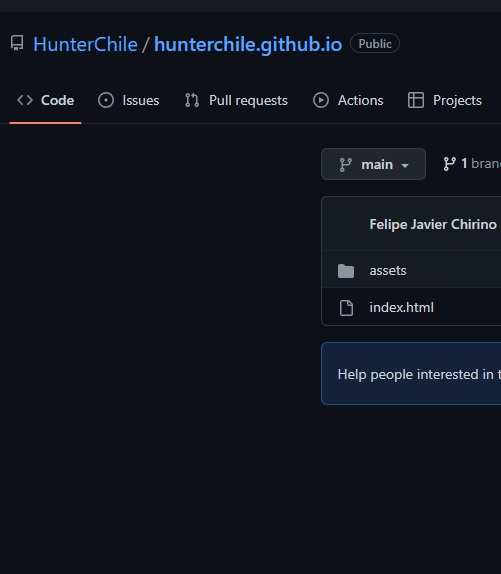 HunterChile / hunterchile.github.io Public
Code Issues Pull requests Actions Projects
main 1
Felipe Javier Chirino
assets
index.html
Help people interested in